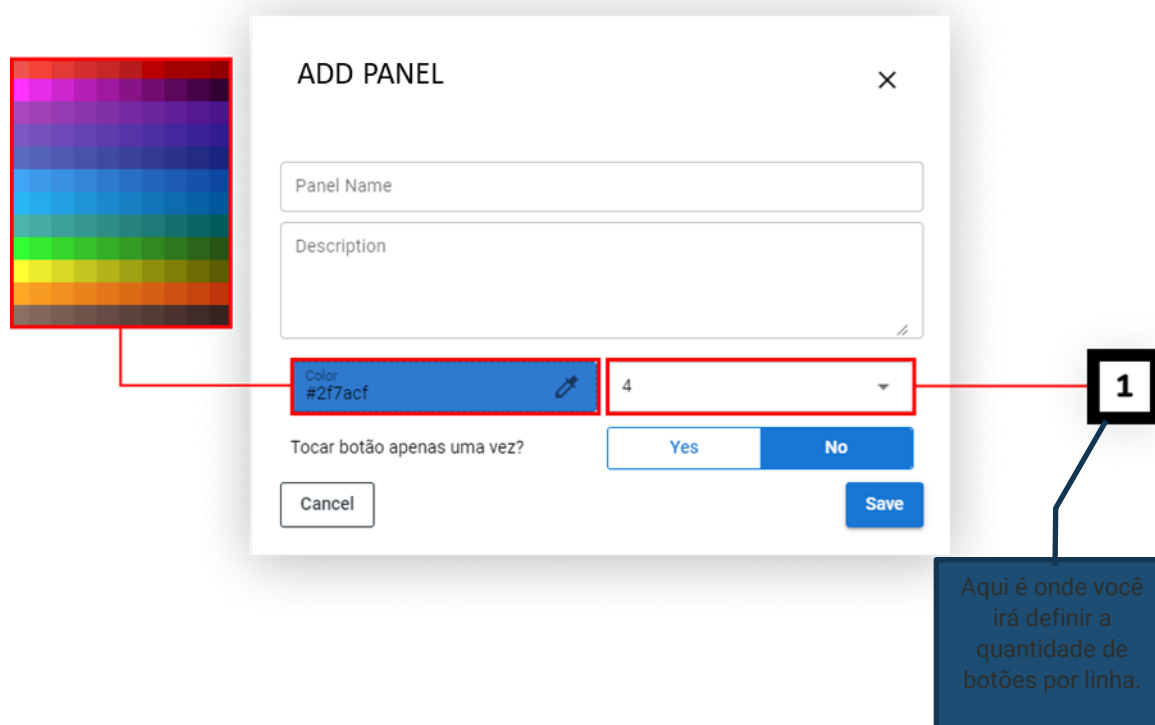 ADD PANEL
Panel Name
Description
Color
#2f7acf
4
1
Tocar botão apenas uma vez?
Yes
No
Cancel
Save
Aqui é onde você
irá definir a
quantidade de
botões por linha.